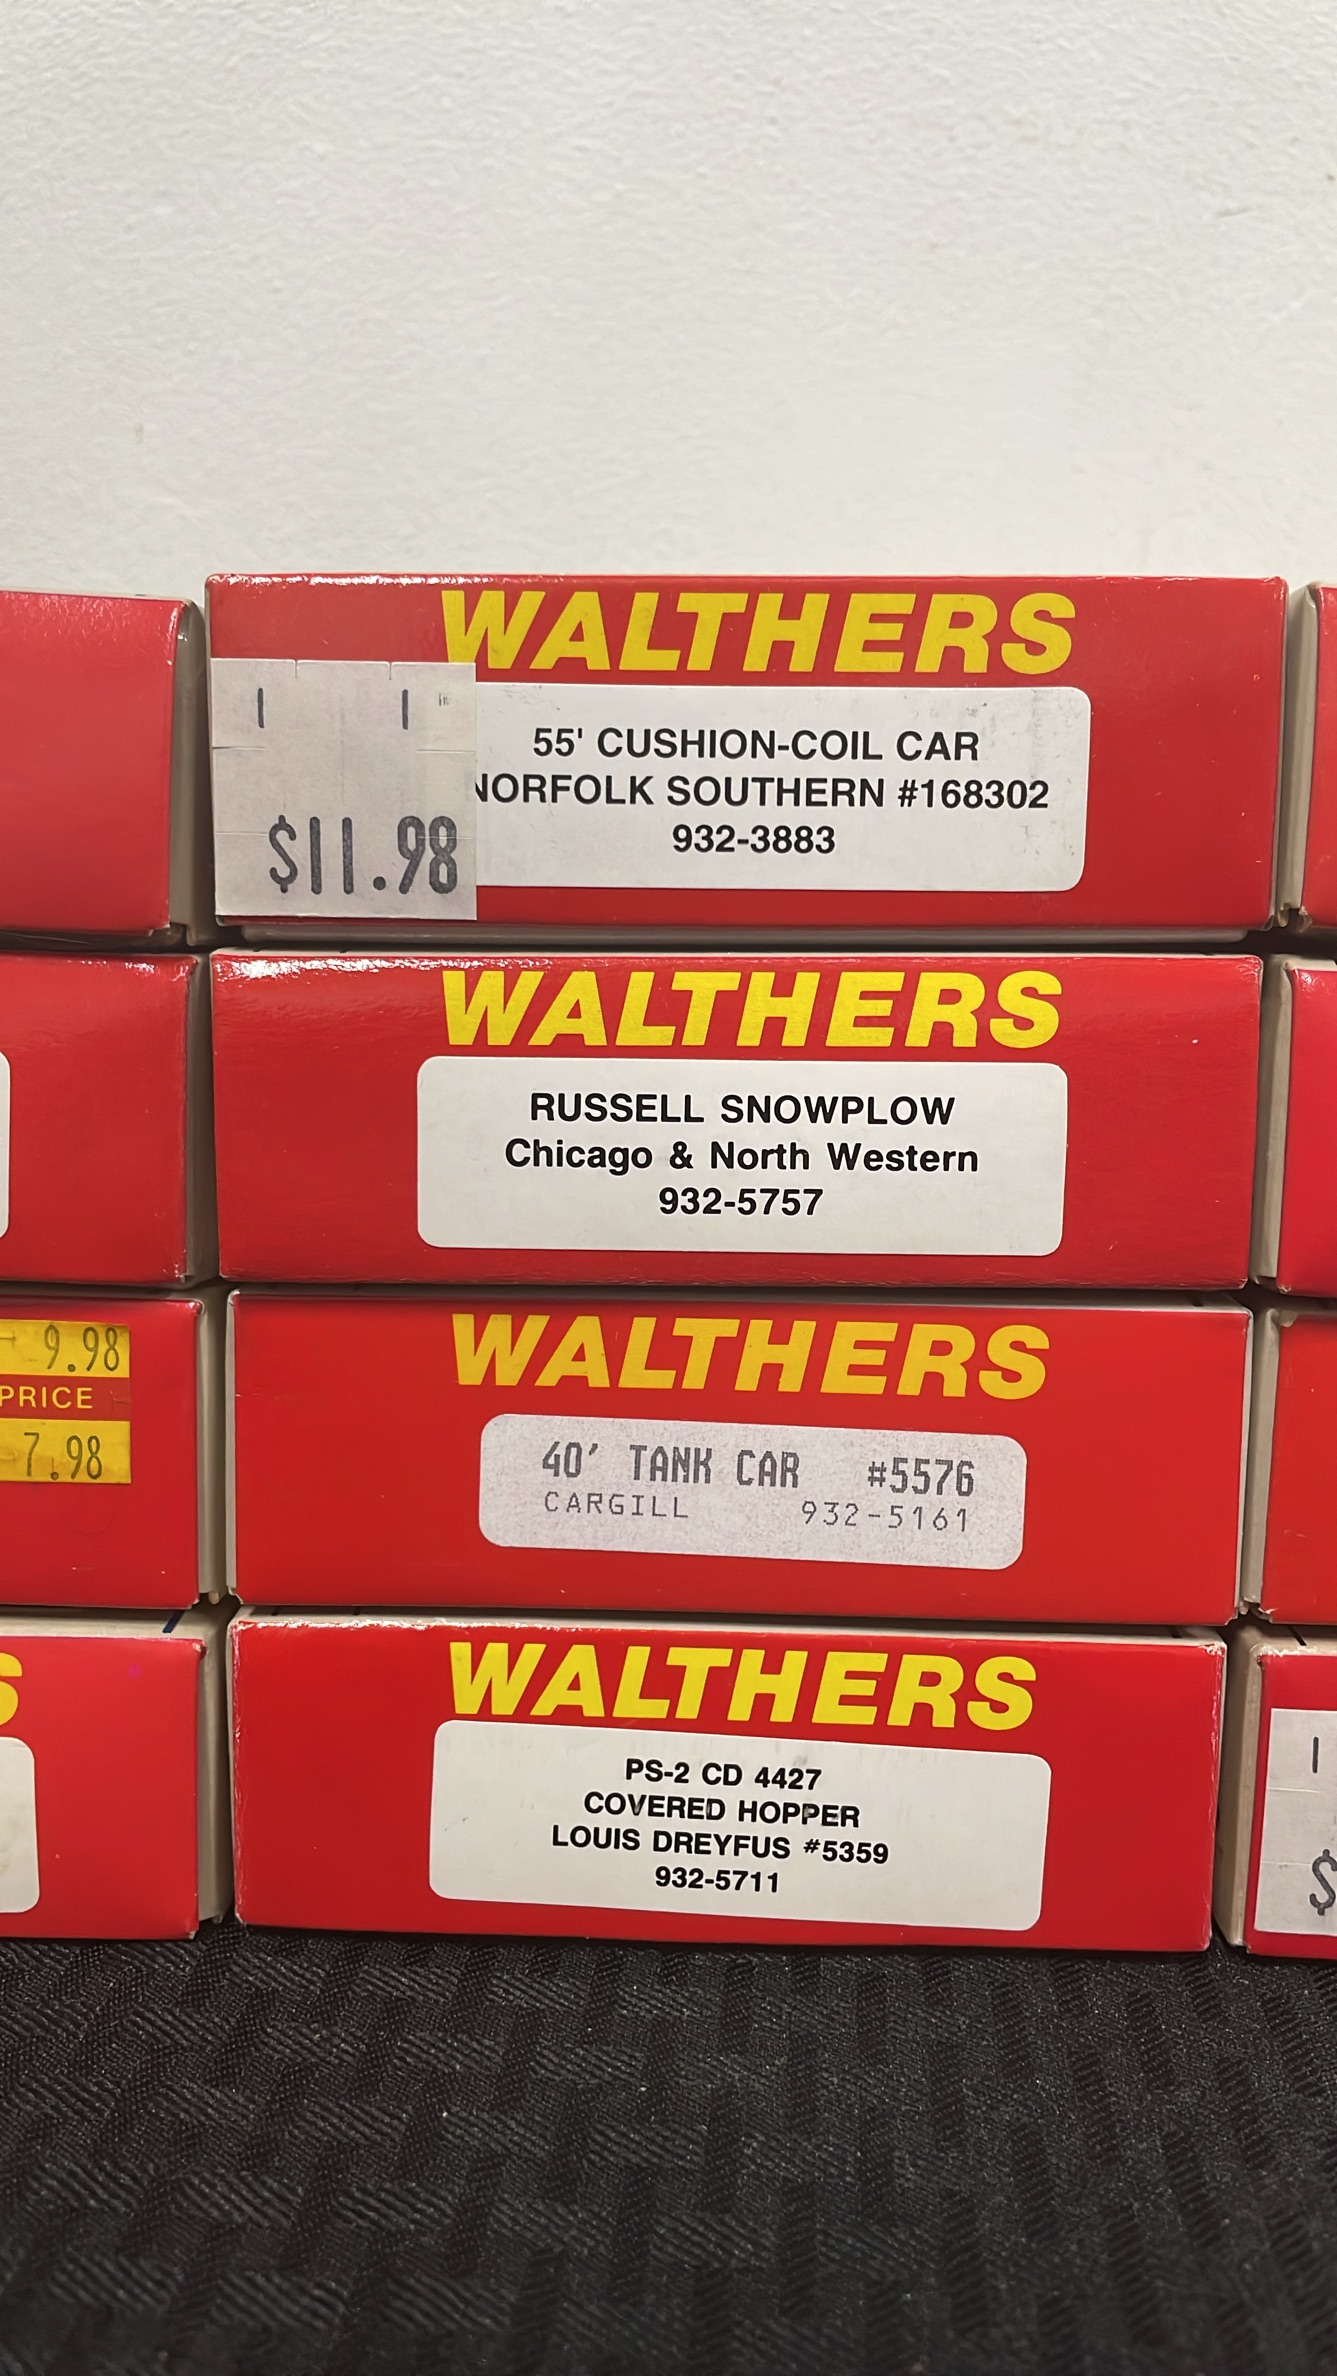 WALTHERS
55' CUSHION-COIL CAR
NORFOLK SOUTHERN #168302
932-3883
$11.98
WALTHERS
RUSSELL SNOWPLOW
Chicago & North Western
932-5757
9.98
PRICE
7.98
WALTHERS
40' TANK CAR #5576
CARGILL 932-5161
S
WALTHERS
PS-2 CD 4427
COVERED HOPPER
LOUIS DREYFUS #5359
932-5711
$